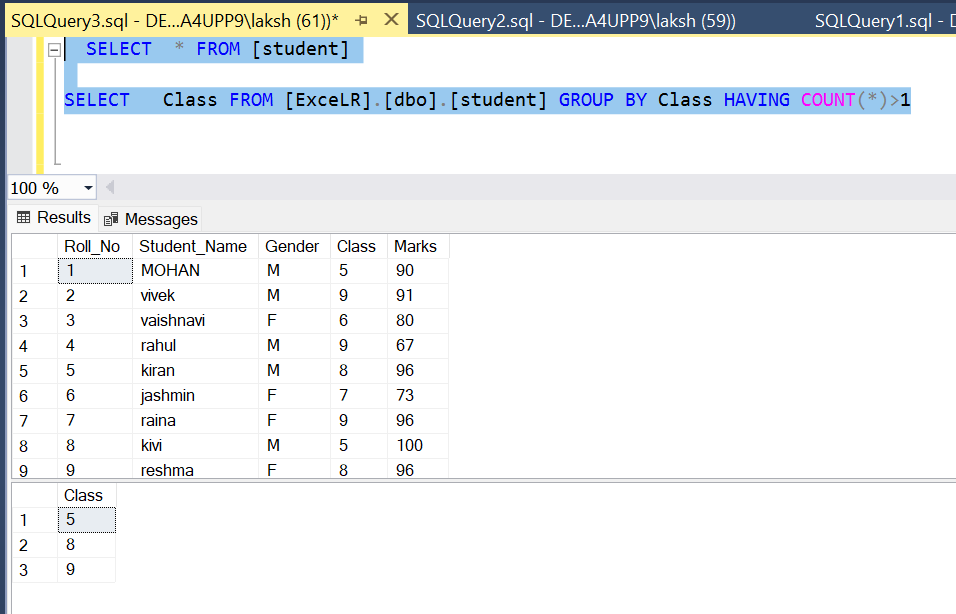 SQLQuery3.sql - DE...A4UPP9\laksh (61))* SQLQuery2.sql - DE...A4UPP9\laksh (59)) SQLQuery1.sql - D
SELECT * FROM [student]
SELECT Class FROM [ExceLR].[dbo].[student] GROUP BY Class HAVING COUNT(*)>1
100 %
Results Messages
Roll_No Student_Name Gender Class Marks
1 1 MOHAN M 5 90
2 2 vivek M 9 91
3 3 vaishnavi F 6 80
4 4 rahul M 9 67
5 5 kiran M 8 96
6 6 jashmin F 7 73
7 7 raina F 9 96
8 8 kivi M 5 100
9 9 reshma F 8 96
Class
1 5
2 8
3 9